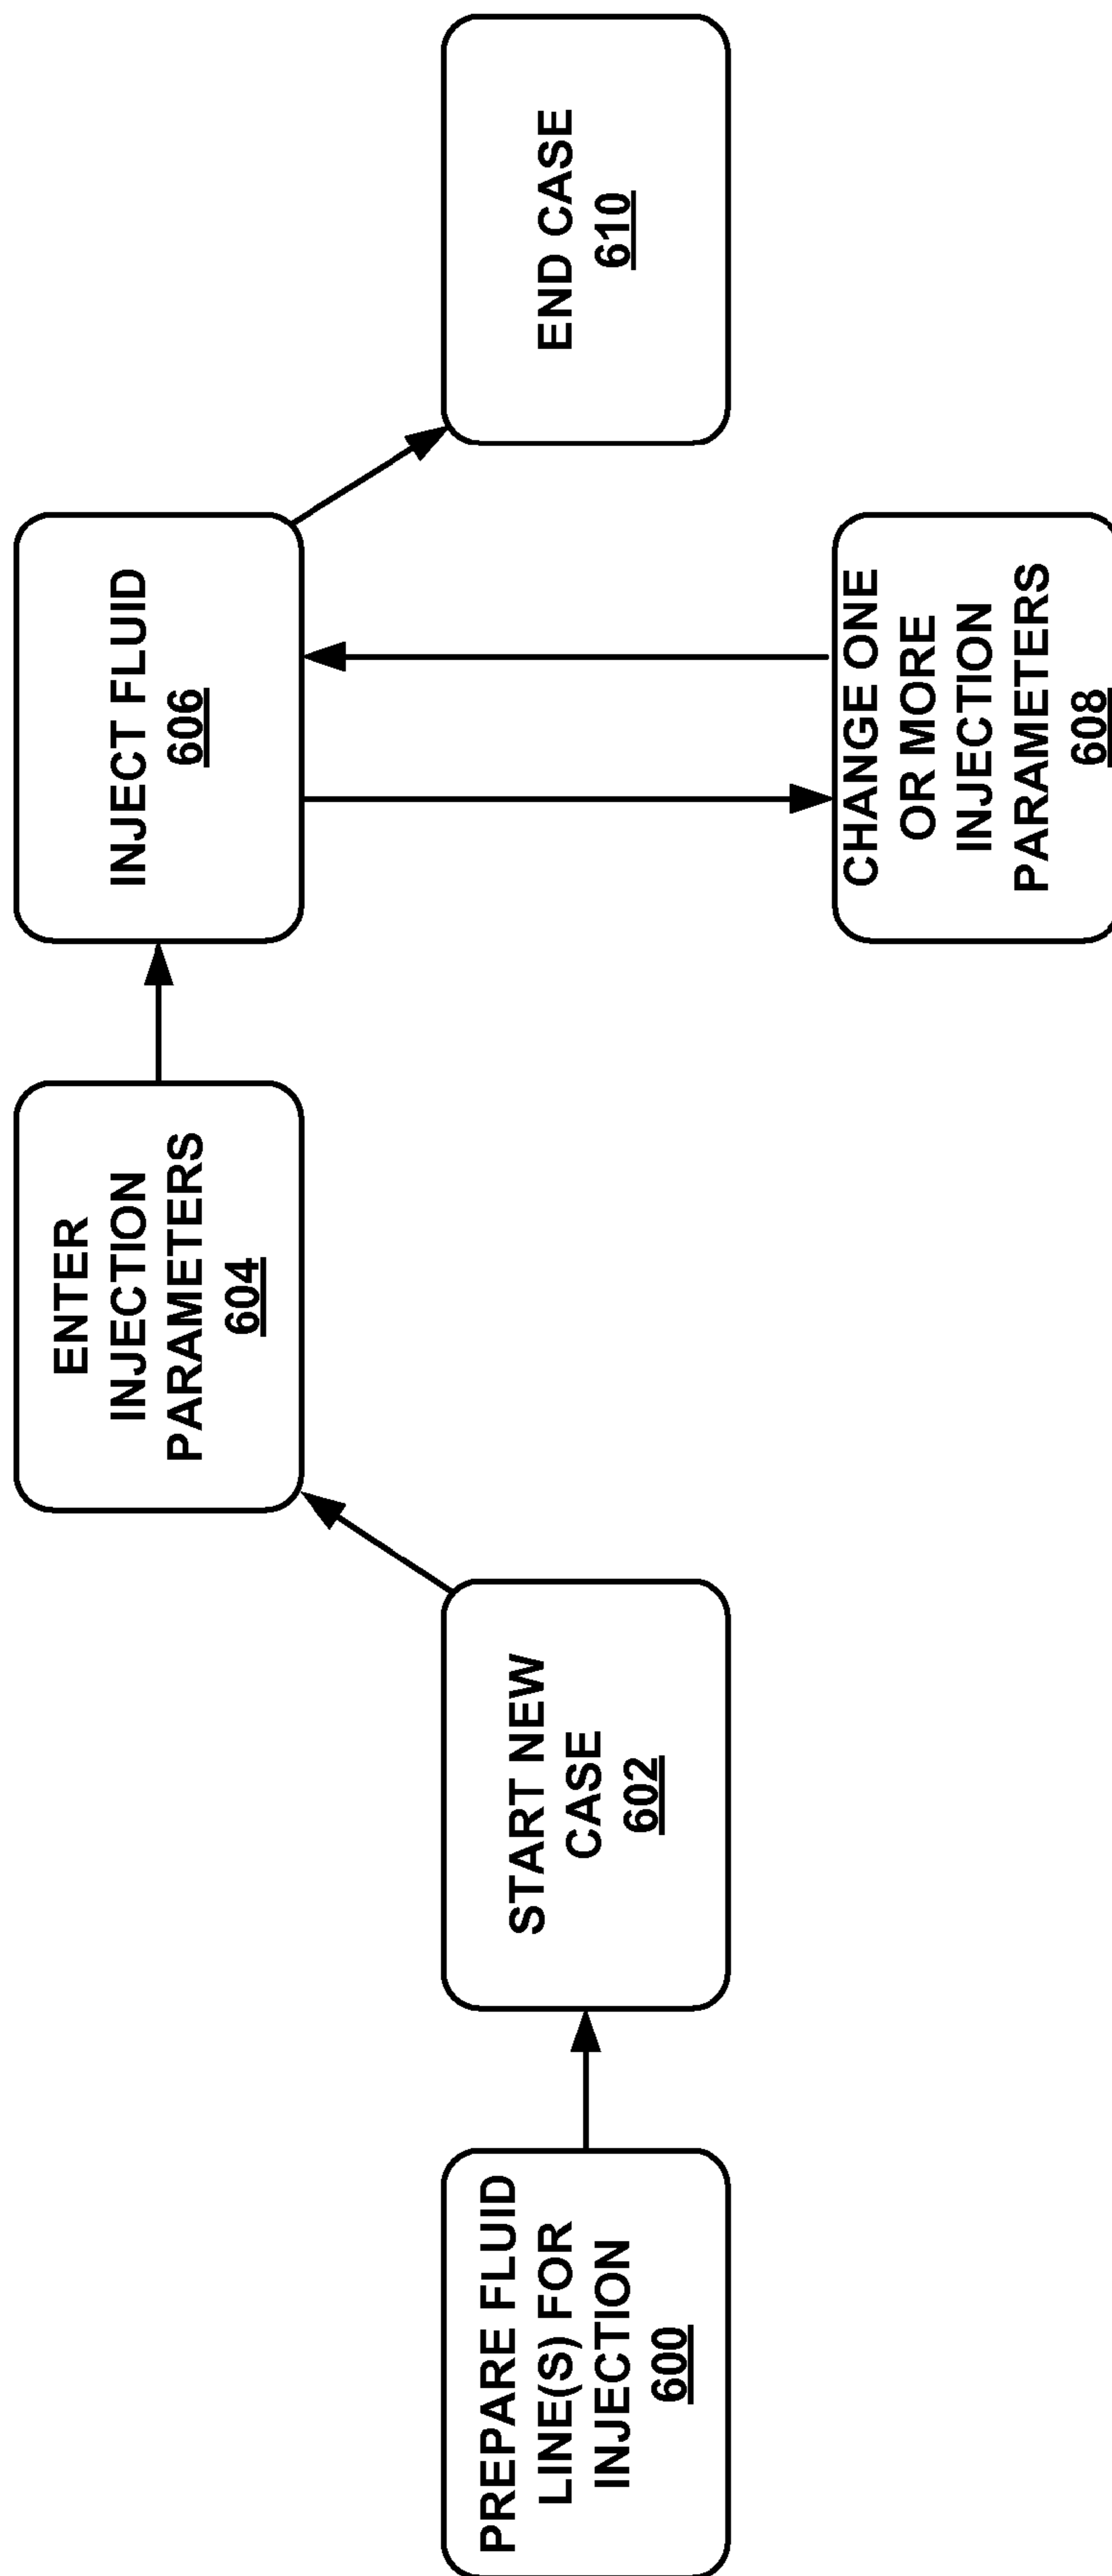 PREPARE FLUID
LINE(S) FOR
INJECTION
600
START NEW
CASE
602
ENTER
INJECTION
PARAMETERS
604
INJECT FLUID
606
CHANGE ONE
OR MORE
INJECTION
PARAMETERS
608
END CASE
610